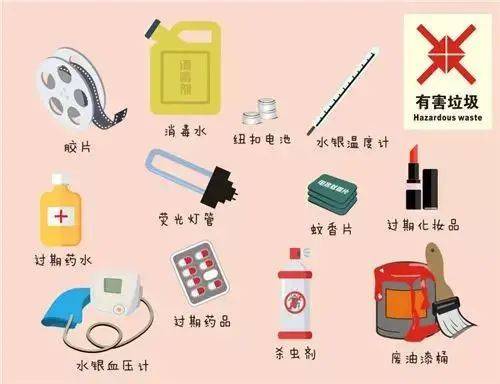 有害垃圾
Hazardous waste
消毒剂
胶片
消毒水
纽扣电池
水银温度计
过期药水
荧光灯管
蚊香片
过期化妆品
水银血压计
过期药品
杀虫剂
废油漆桶